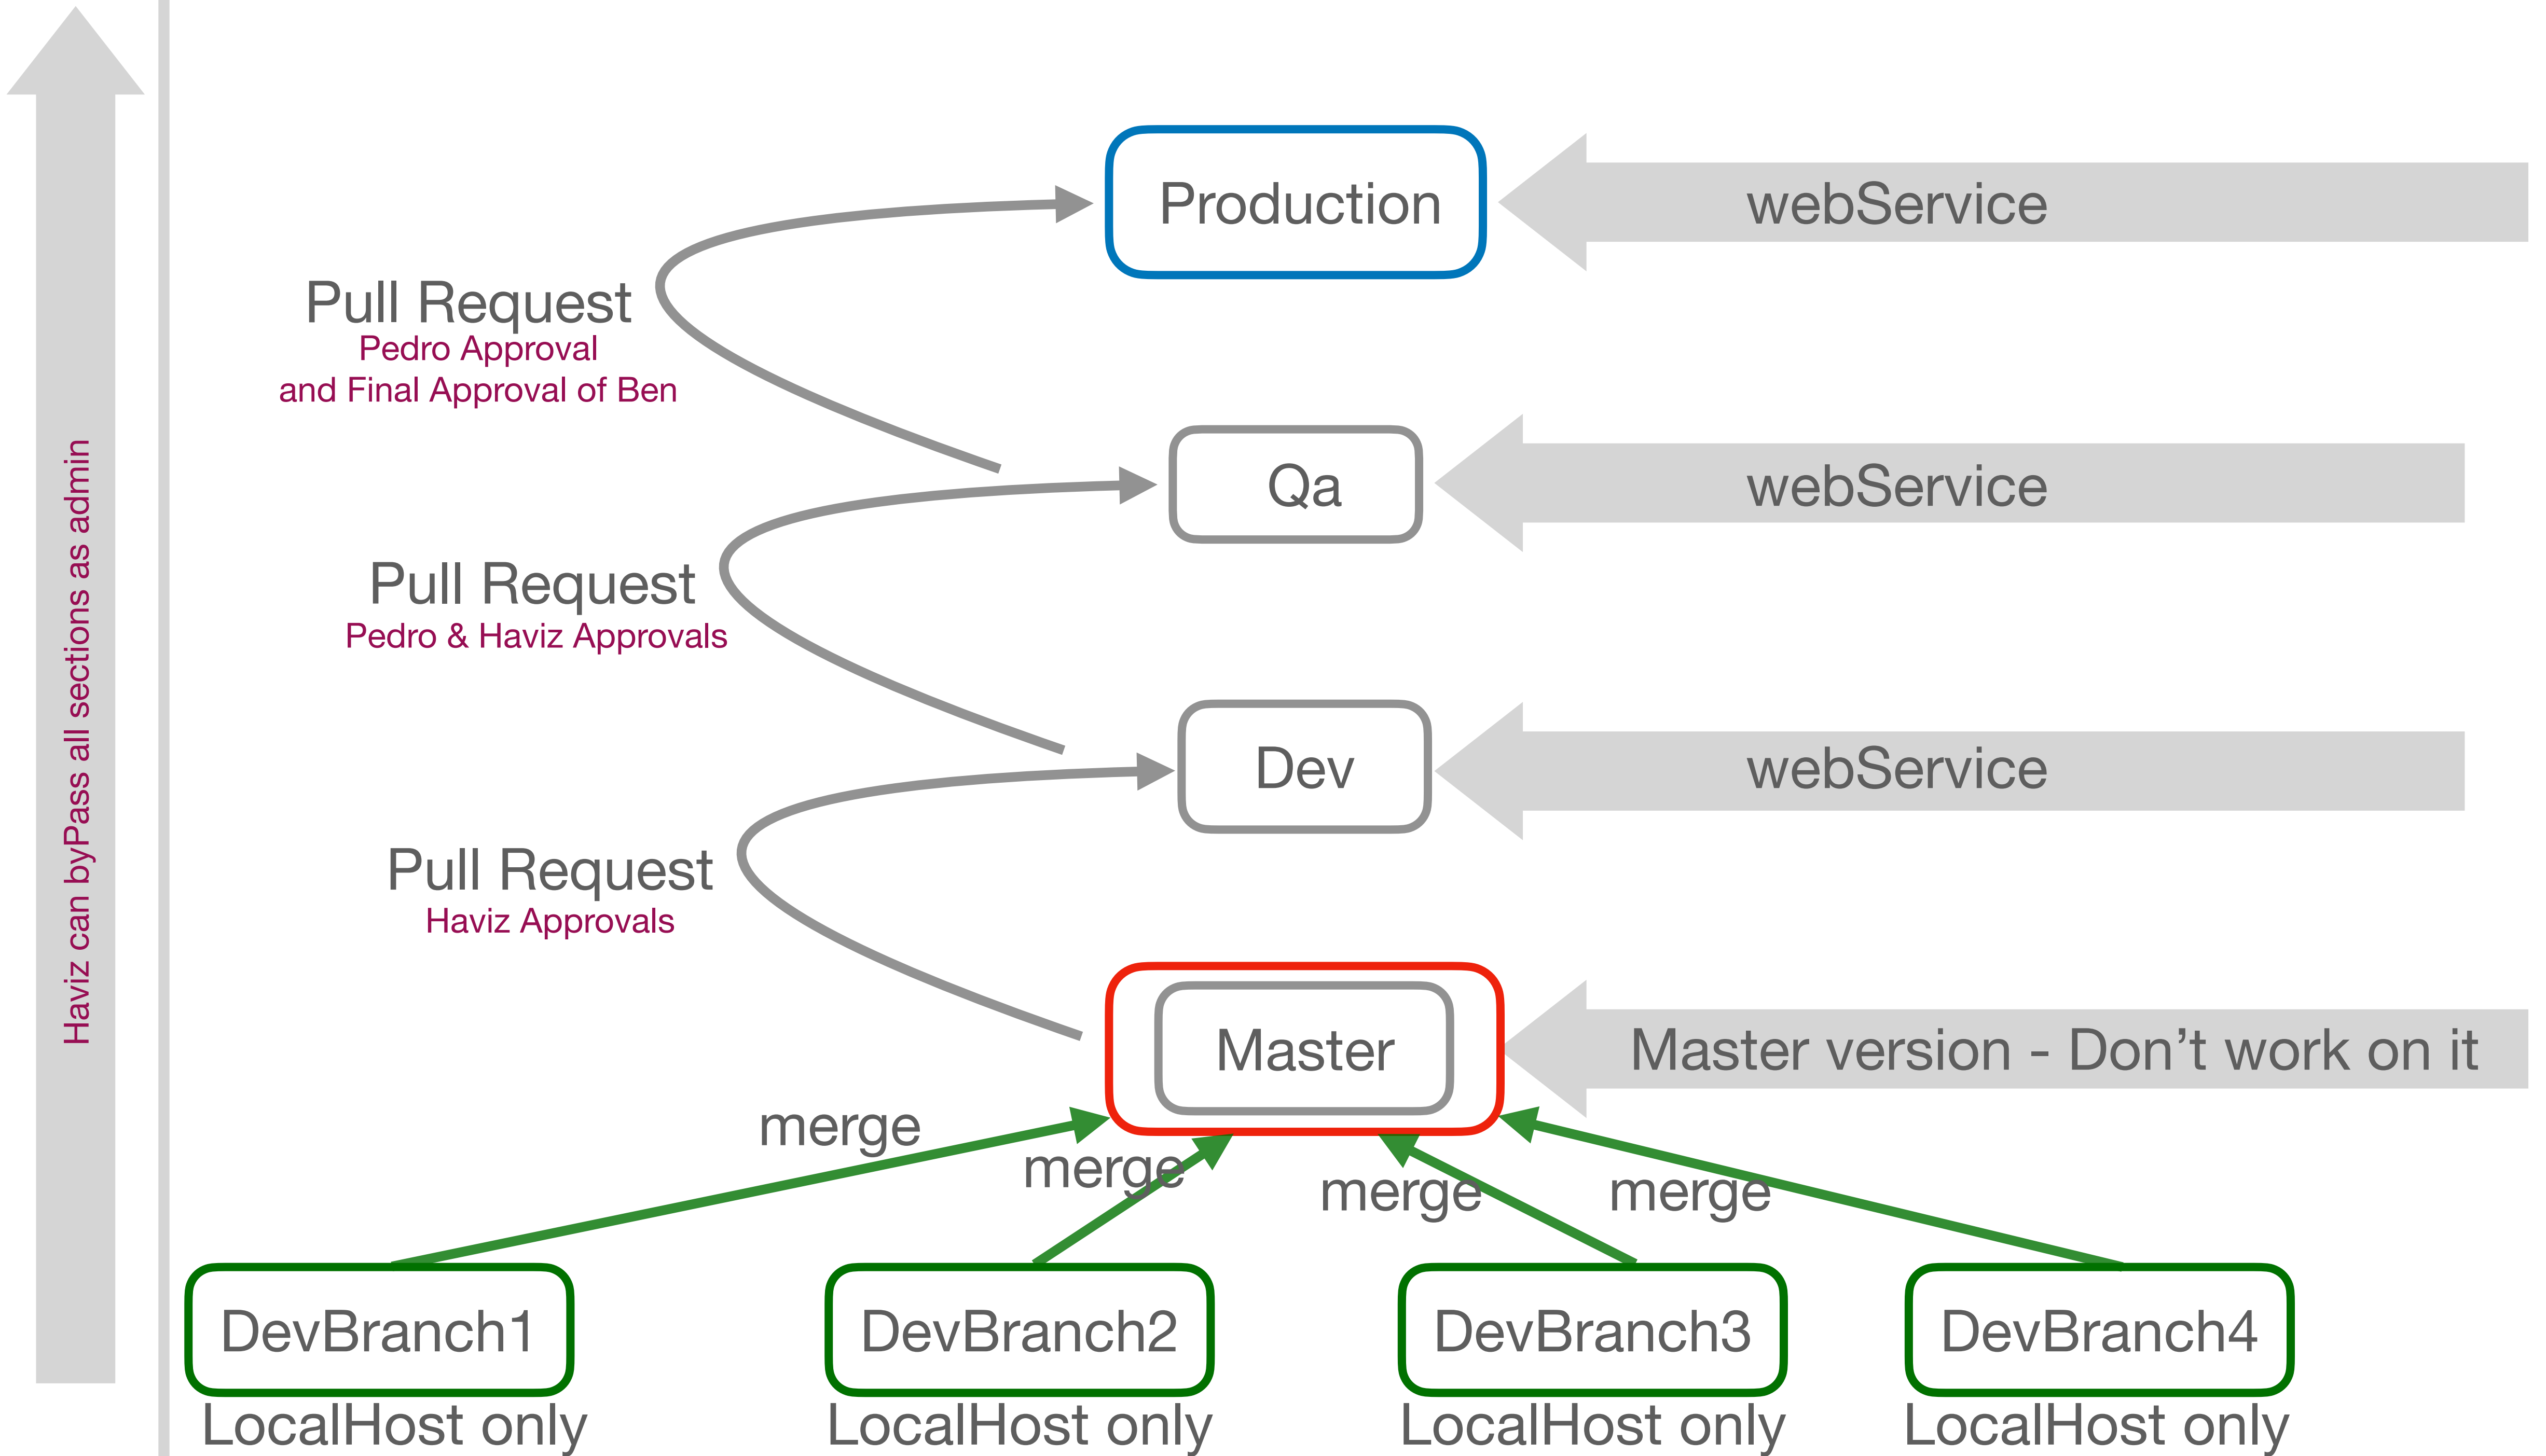 Production
webService
Pull Request
Pedro Approval
and Final Approval of Ben
Qa
webService
Pull Request
Pedro & Haviz Approvals
Haviz can byPass all sections as admin
Dev
webService
Pull Request
Haviz Approvals
Master
Master version - Don’t work on it
merge
merge
merge
merge
DevBranch1
DevBranch2
DevBranch3
DevBranch4
LocalHost only
LocalHost only
LocalHost only
LocalHost only